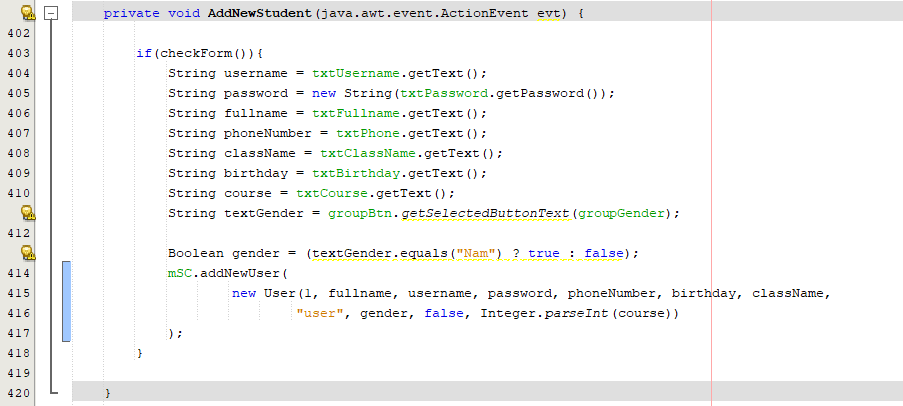 private void AddNewStudent(java.awt.event.ActionEvent evt) {
402
403 if(checkForm()){
404 String username = txtUsername.getText();
405 String password = new String(txtPassword.getPassword());
406 String fullname = txtFullname.getText();
407 String phoneNumber = txtPhone.getText();
408 String className = txtClassName.getText();
409 String birthday = txtBirthday.getText();
410 String course = txtCourse.getText();
String textGender = groupBtn.getSelectedButtonText(groupGender);
412
Boolean gender = (textGender.equals("Nam") ? true : false);
414 mSC.addNewUser(
415 new User(1, fullname, username, password, phoneNumber, birthday, className,
416 "user", gender, false, Integer.parseInt(course))
417 );
418 }
419
420 }